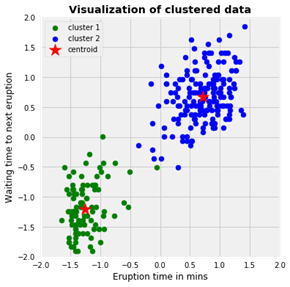 Visualization of clustered data
cluster 1
cluster 2
centroid
Waiting time to next eruption
2.0
1.5
1.0
0.5
0.0
−0.5
−1.0
−1.5
−2.0
−2.0 −1.5 −1.0 −0.5 0.0 0.5 1.0 1.5 2.0
Eruption time in mins